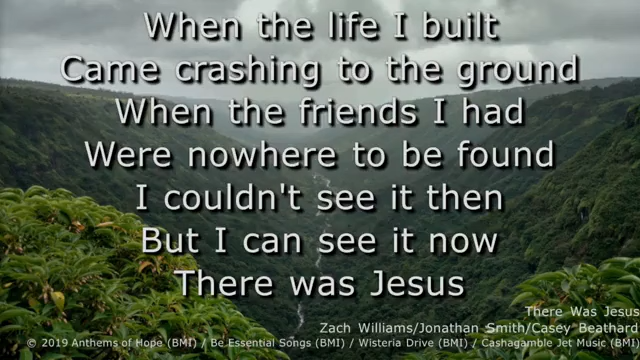 When the life I built
Came crashing to the ground
When the friends I had
Were nowhere to be found
I couldn't see it then
But I can see it now
There was Jesus
There Was Jesus
Zach Williams/Jonathan Smith/Casey Beathard
© 2019 Anthems of Hope (BMI) / Be Essential Songs (BMI) / Wisteria Drive (BMI) / Cashagamble Jet Music (BMI)